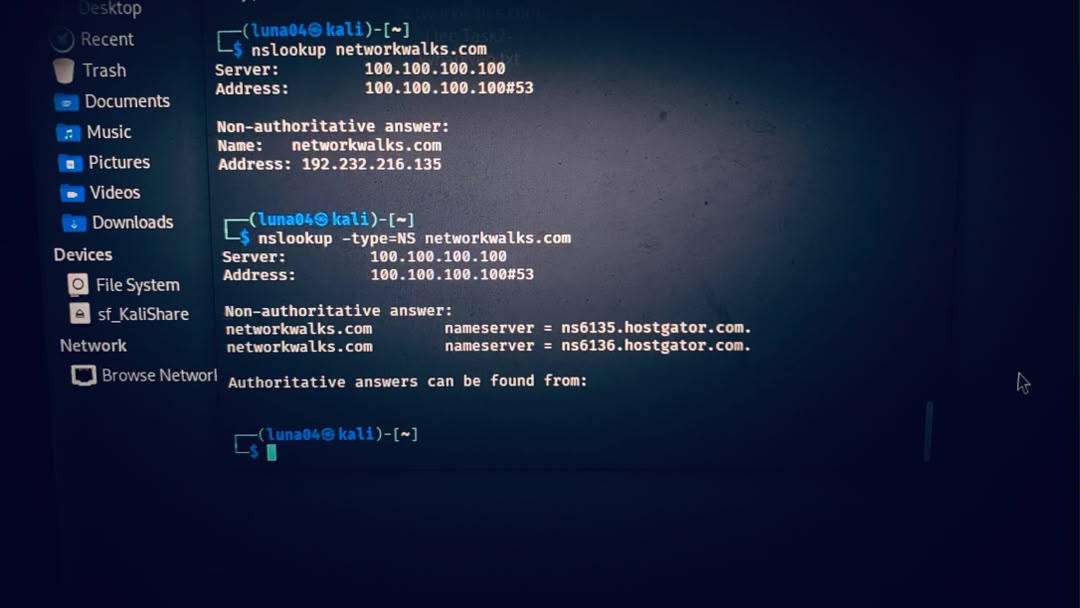 Desktop
Recent
Trash
Documents
Music
Pictures
Videos
Downloads
Devices
File System
sf_KaliShare
Network
Browse Networ
┌──(luna04㉿kali)-[~]
└─$ nslookup networkwalks.com
Server: 100.100.100.100
Address: 100.100.100.100#53
Non-authoritative answer:
Name: networkwalks.com
Address: 192.232.216.135
┌──(luna04㉿kali)-[~]
└─$ nslookup -type=NS networkwalks.com
Server: 100.100.100.100
Address: 100.100.100.100#53
Non-authoritative answer:
networkwalks.com nameserver = ns6135.hostgator.com.
networkwalks.com nameserver = ns6136.hostgator.com.
Authoritative answers can be found from:
┌──(luna04㉿kali)-[~]
└─$